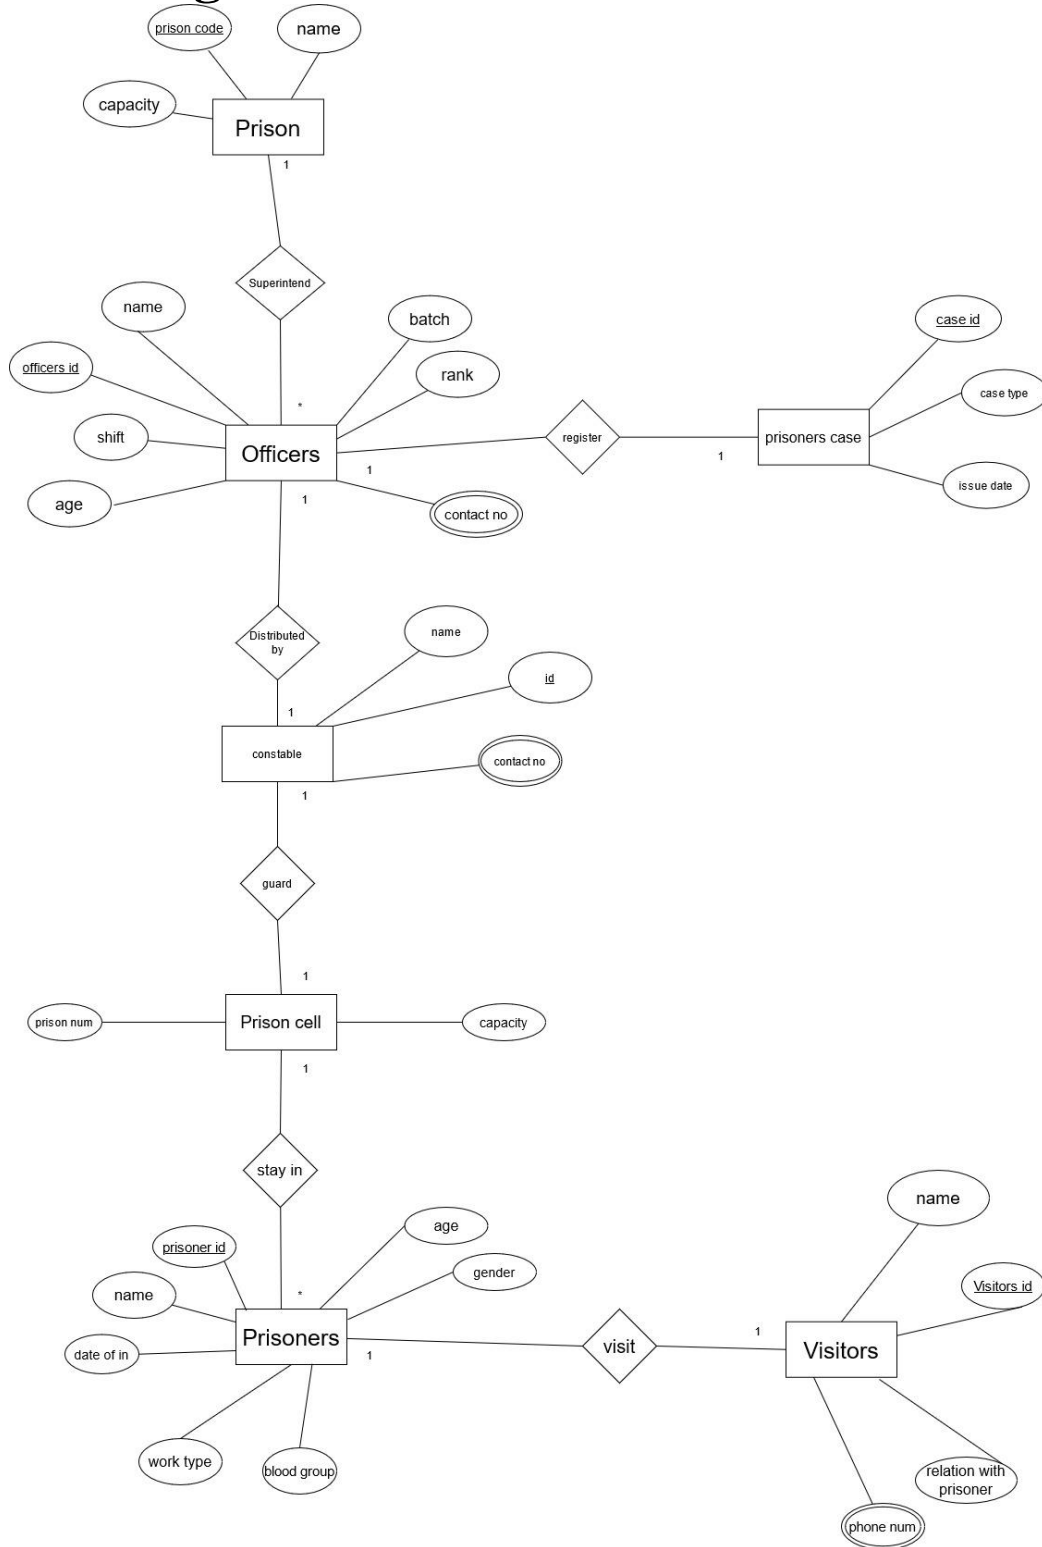 prison code
name
capacity
Prison
1
Superintend
name
batch
case id
officers id
rank
case type
*
shift
Officers
register
prisoners case
1
1
1
issue date
age
contact no
Distributed
by
name
id
1
constable
contact no
1
guard
1
prison num
Prison cell
capacity
1
stay in
name
age
prisoner id
gender
Visitors id
name
*
Prisoners
1
visit
1
Visitors
date of in
work type
blood group
relation with
prisoner
phone num